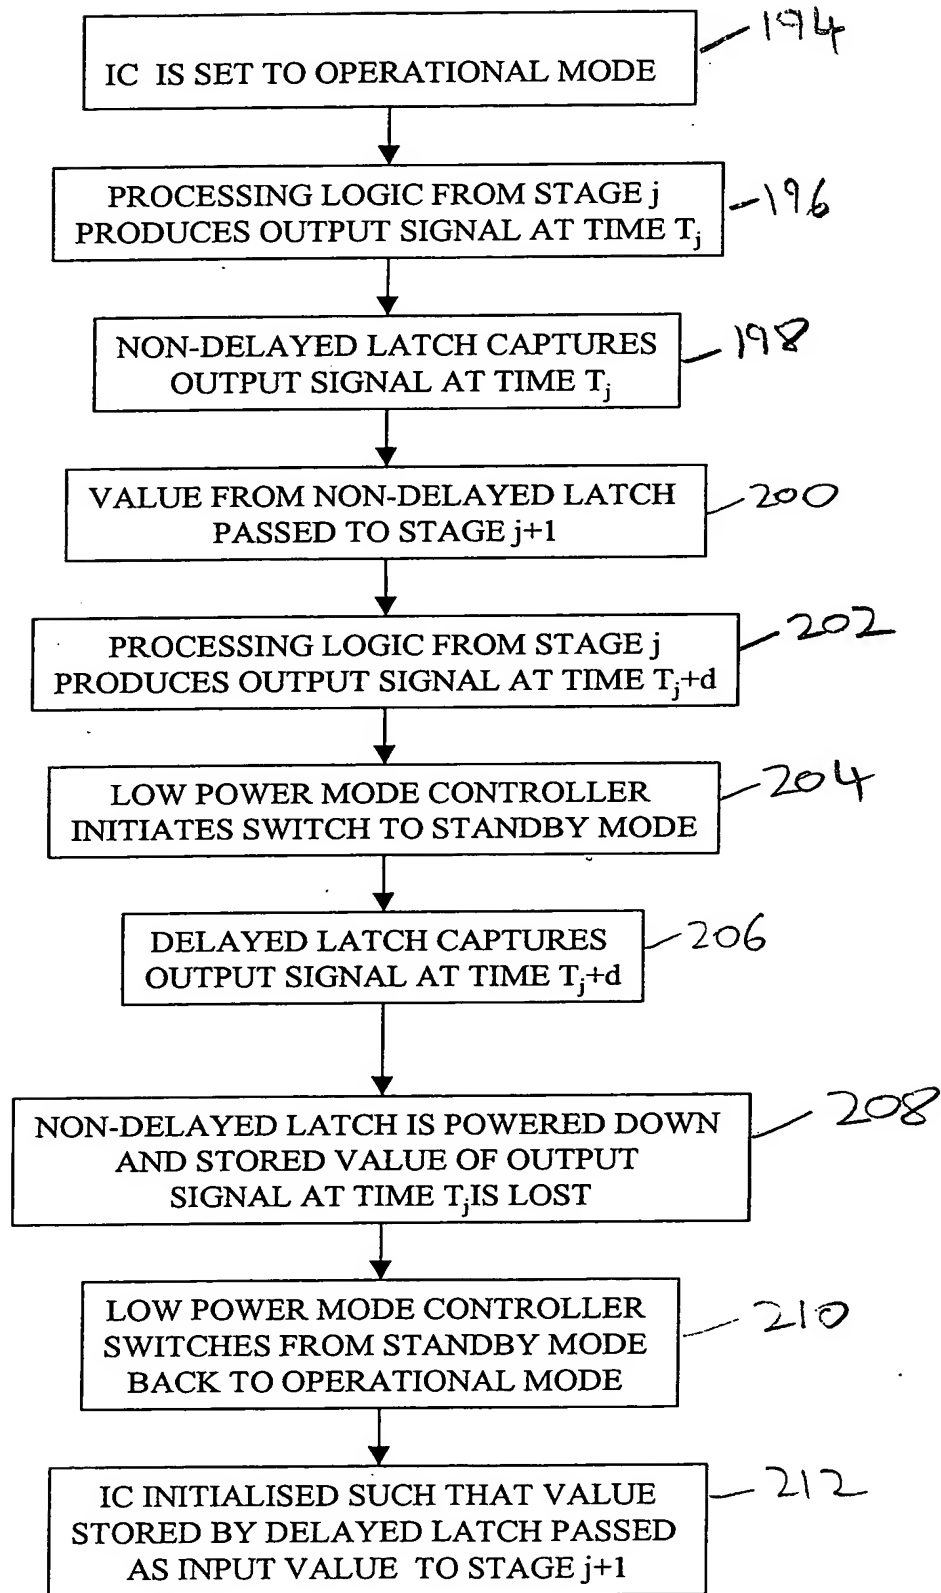 IC IS SET TO OPERATIONAL MODE
194
PROCESSING LOGIC FROM STAGE j
PRODUCES OUTPUT SIGNAL AT TIME Tj
196
NON-DELAYED LATCH CAPTURES
OUTPUT SIGNAL AT TIME Tj
198
VALUE FROM NON-DELAYED LATCH
PASSED TO STAGE j+1
200
PROCESSING LOGIC FROM STAGE j
PRODUCES OUTPUT SIGNAL AT TIME Tj+d
202
LOW POWER MODE CONTROLLER
INITIATES SWITCH TO STANDBY MODE
204
DELAYED LATCH CAPTURES
OUTPUT SIGNAL AT TIME Tj+d
206
NON-DELAYED LATCH IS POWERED DOWN
AND STORED VALUE OF OUTPUT
SIGNAL AT TIME TjIS LOST
208
LOW POWER MODE CONTROLLER
SWITCHES FROM STANDBY MODE
BACK TO OPERATIONAL MODE
210
IC INITIALISED SUCH THAT VALUE
STORED BY DELAYED LATCH PASSED
AS INPUT VALUE TO STAGE j+1
212